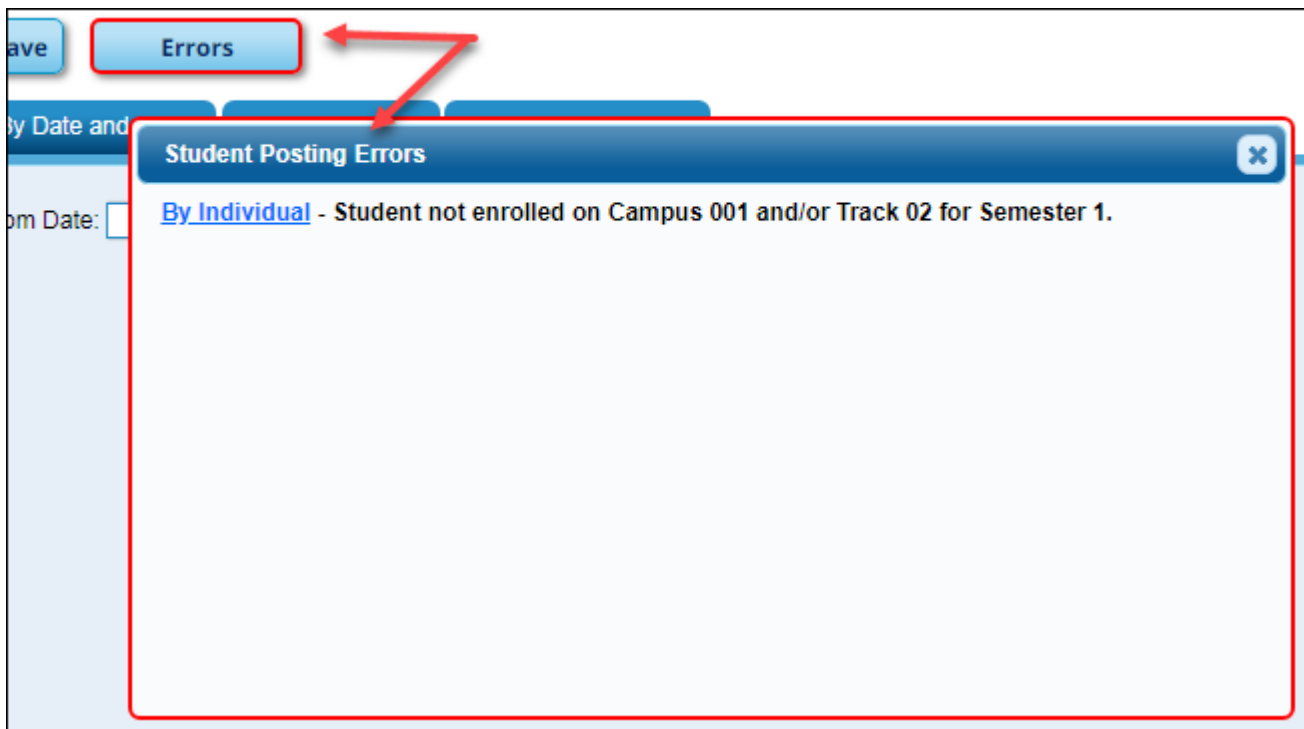 ave
Errors
By Date and
Student Posting Errors
om Date:
By Individual - Student not enrolled on Campus 001 and/or Track 02 for Semester 1.